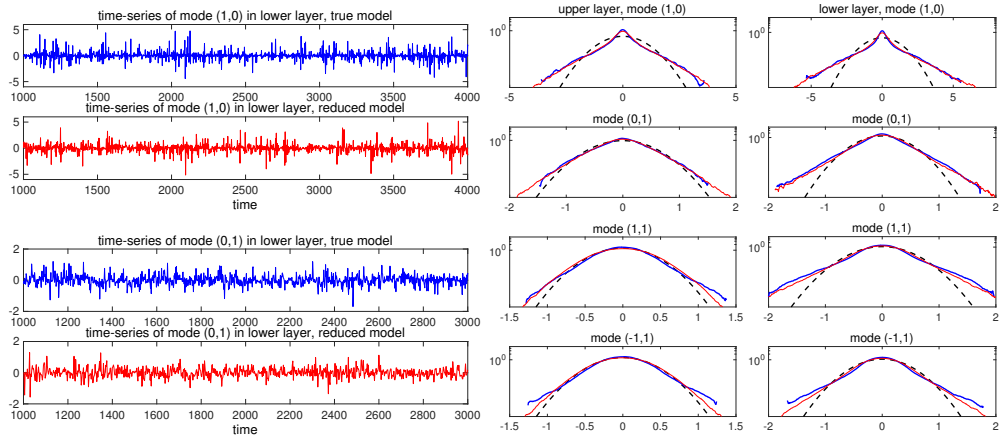 time-series of mode (1,0) in lower layer, true model
5
0
-5
1000 1500 2000 2500 3000 3500 4000
time-series of mode (1,0) in lower layer, reduced model
5
0
-5
1000 1500 2000 2500 3000 3500 4000
time
time-series of mode (0,1) in lower layer, true model
2
0
-2
1000 1200 1400 1600 1800 2000 2200 2400 2600 2800 3000
time-series of mode (0,1) in lower layer, reduced model
2
0
-2
1000 1200 1400 1600 1800 2000 2200 2400 2600 2800 3000
time
upper layer, mode (1,0)
10^0
-5 0 5
lower layer, mode (1,0)
10^0
-5 0 5
mode (0,1)
10^0
-2 -1 0 1 2
mode (0,1)
10^0
-2 -1 0 1 2
mode (1,1)
10^0
-1.5 -1 -0.5 0 0.5 1 1.5
mode (1,1)
10^0
-2 -1 0 1 2
mode (-1,1)
10^0
-1.5 -1 -0.5 0 0.5 1 1.5
mode (-1,1)
10^0
-2 -1 0 1 2